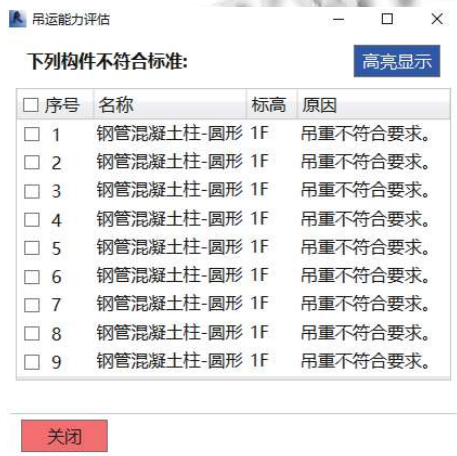 吊运能力评估
下列构件不符合标准:
高亮显示
序号 名称 标高 原因
1 钢管混凝土柱-圆形 1F 吊重不符合要求。
2 钢管混凝土柱-圆形 1F 吊重不符合要求。
3 钢管混凝土柱-圆形 1F 吊重不符合要求。
4 钢管混凝土柱-圆形 1F 吊重不符合要求。
5 钢管混凝土柱-圆形 1F 吊重不符合要求。
6 钢管混凝土柱-圆形 1F 吊重不符合要求。
7 钢管混凝土柱-圆形 1F 吊重不符合要求。
8 钢管混凝土柱-圆形 1F 吊重不符合要求。
9 钢管混凝土柱-圆形 1F 吊重不符合要求。
关闭